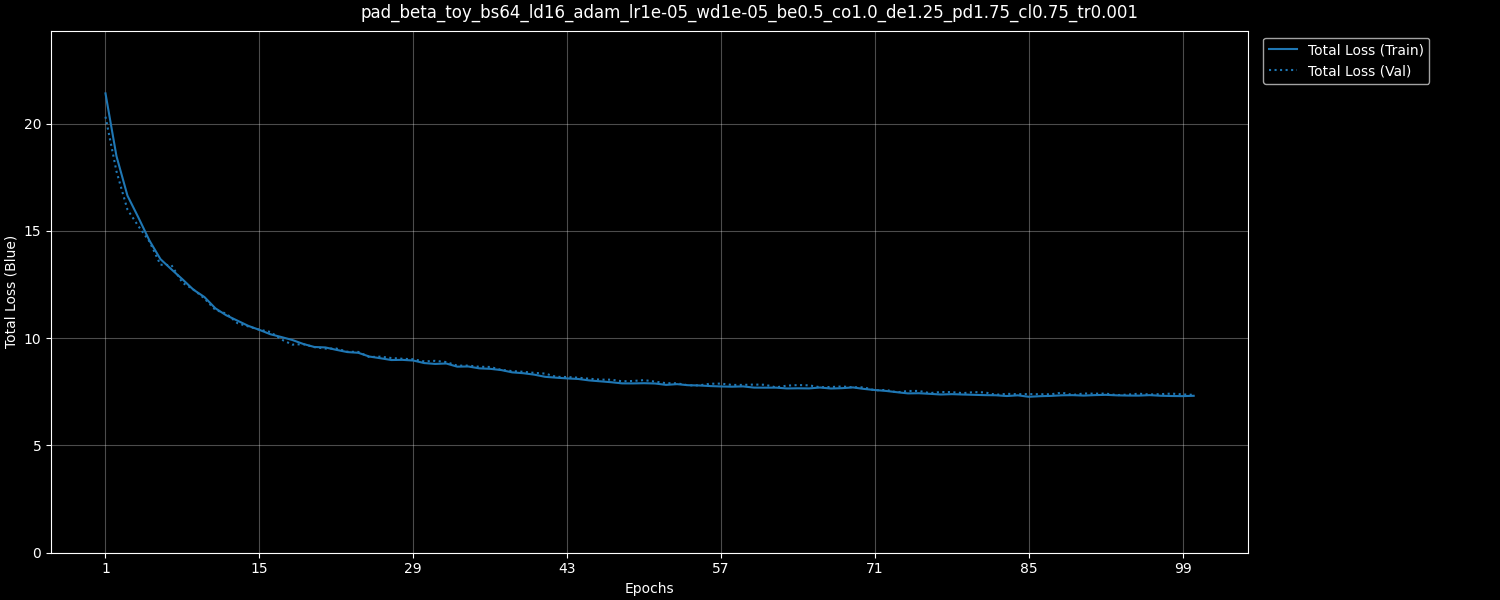 pad_beta_toy_bs64_ld16_adam_lr1e-05_wd1e-05_be0.5_co1.0_de1.25_pd1.75_cl0.75_tr0.001
Total Loss (Train)
Total Loss (Val)
Total Loss (Blue)
20
15
10
5
0
1 15 29 43 57 71 85 99
Epochs